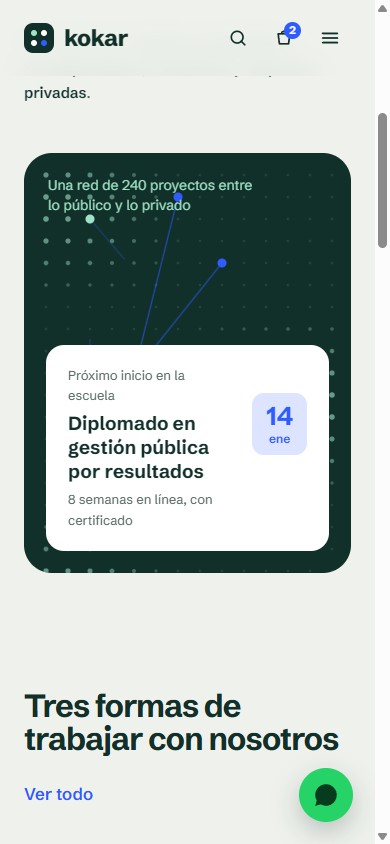 kokar
2
privadas.
Una red de 240 proyectos entre
lo público y lo privado
Próximo inicio en la
escuela
Diplomado en
gestión pública
por resultados
8 semanas en línea, con
certificado
14
ene
Tres formas de
trabajar con nosotros
Ver todo